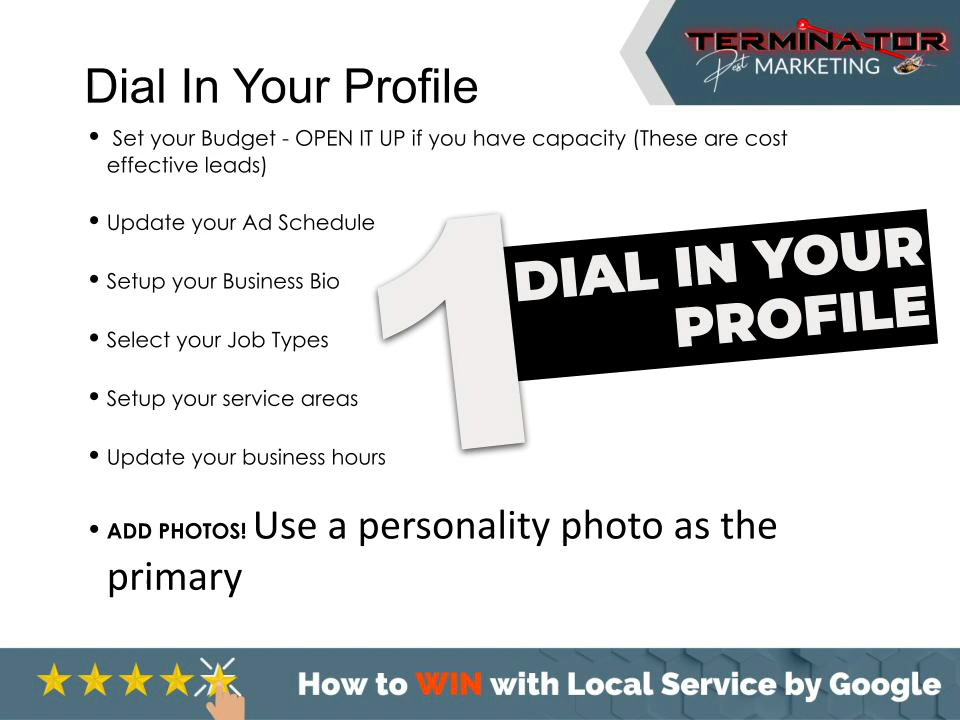 TERMINATOR
Pest MARKETING
Dial In Your Profile
• Set your Budget - OPEN IT UP if you have capacity (These are cost
effective leads)
• Update your Ad Schedule
• Setup your Business Bio
• Select your Job Types
• Setup your service areas
• Update your business hours
• ADD PHOTOS! Use a personality photo as the
primary
1
DIAL IN YOUR
PROFILE
How to WIN with Local Service by Google